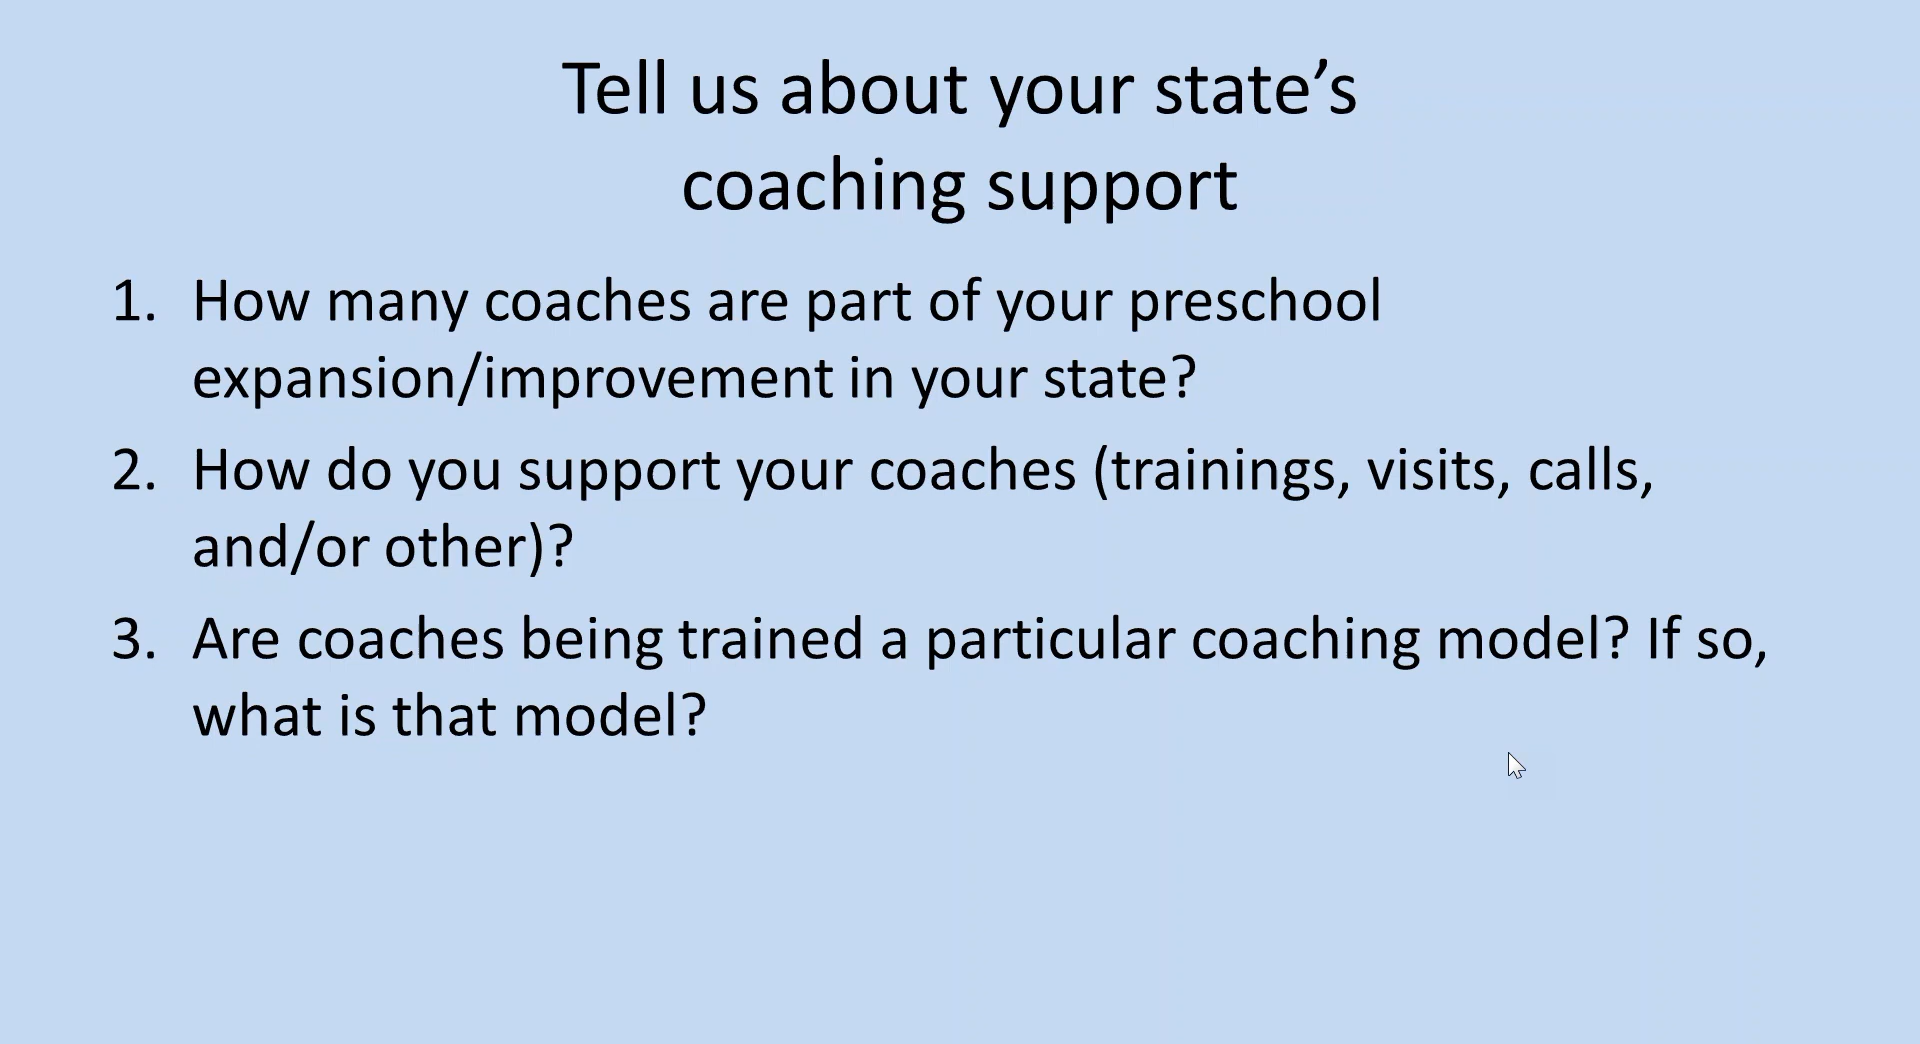 Tell us about your state’s
coaching support
1. How many coaches are part of your preschool
expansion/improvement in your state?
2. How do you support your coaches (trainings, visits, calls,
and/or other)?
3. Are coaches being trained a particular coaching model? If so,
what is that model?